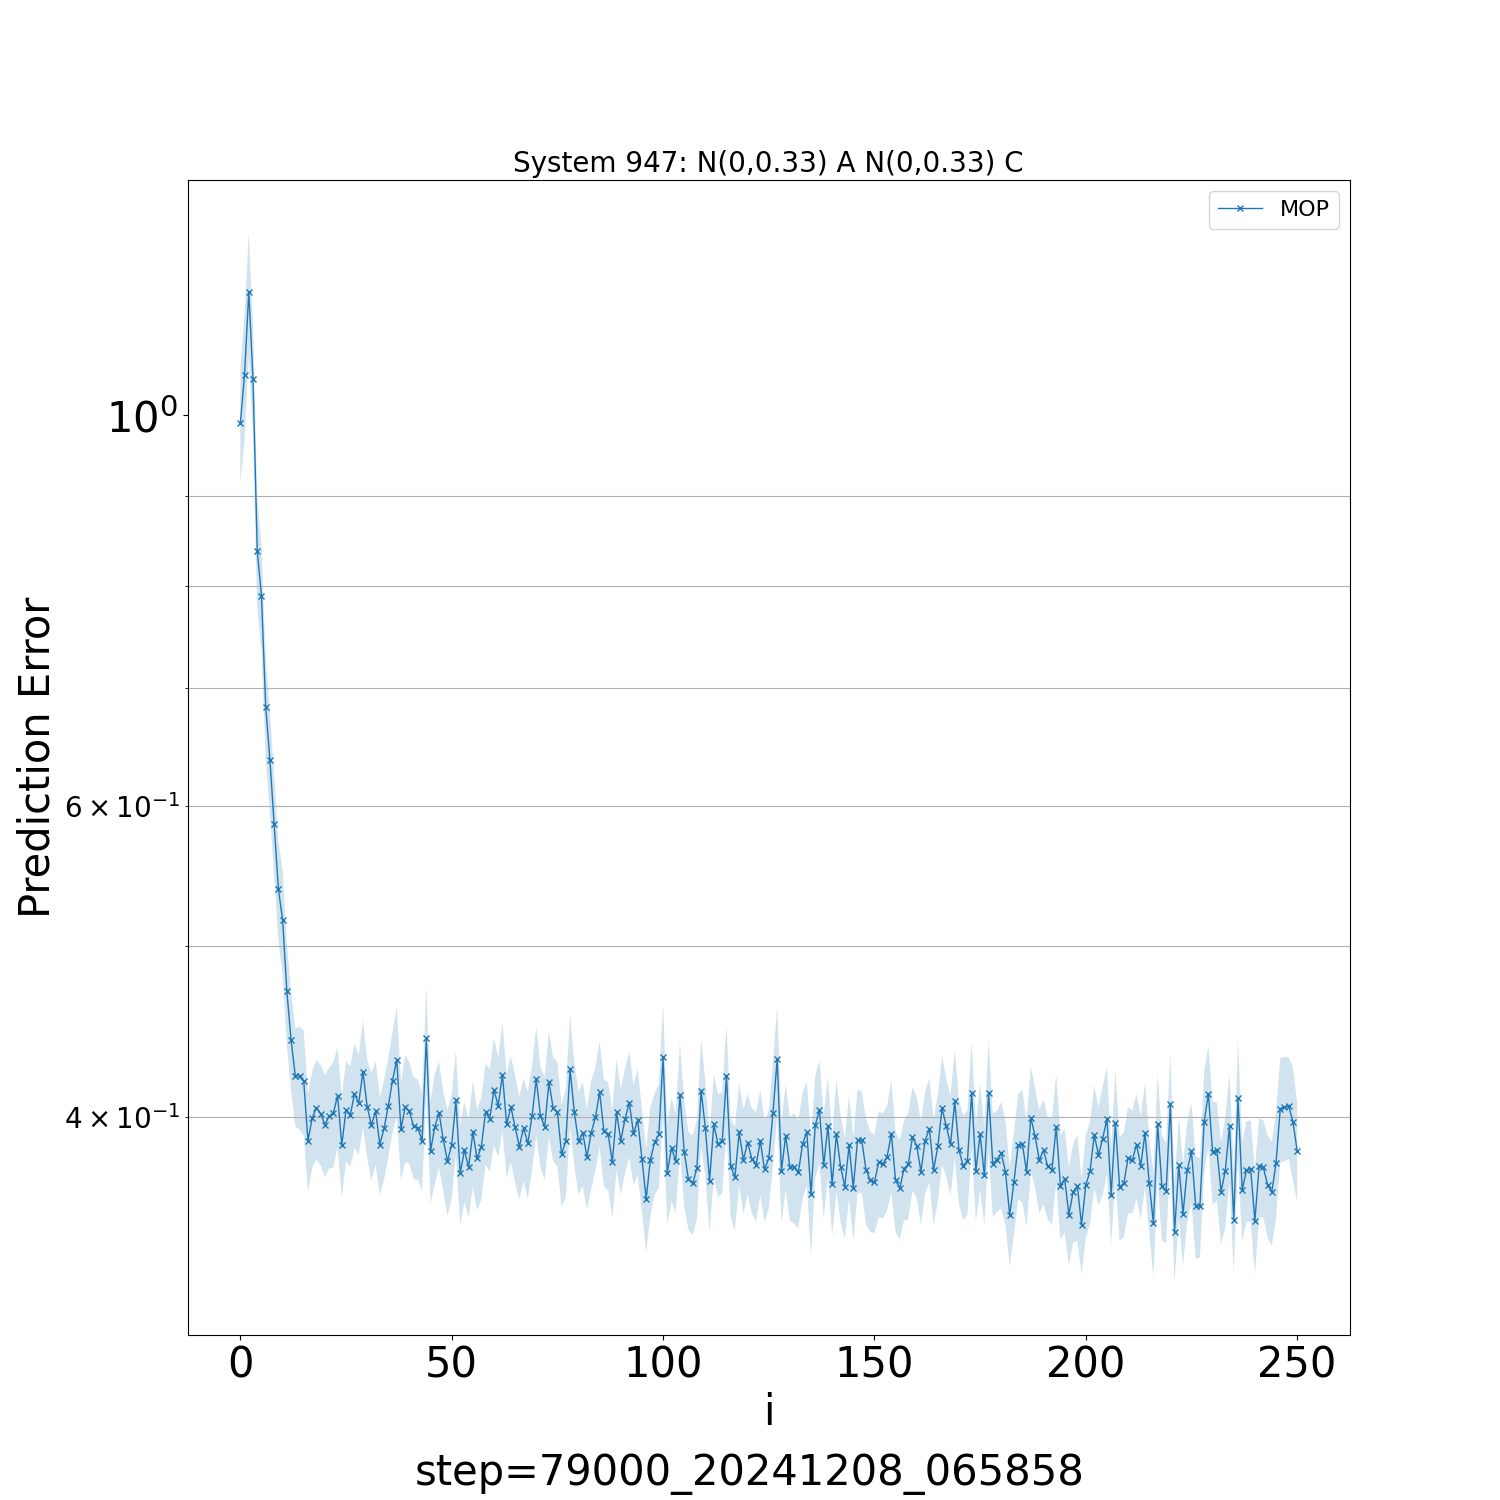 System 947: N(0,0.33) A N(0,0.33) C
MOP
Prediction Error
10⁰
6 × 10⁻¹
4 × 10⁻¹
0 50 100 150 200 250
i
step=79000_20241208_065858